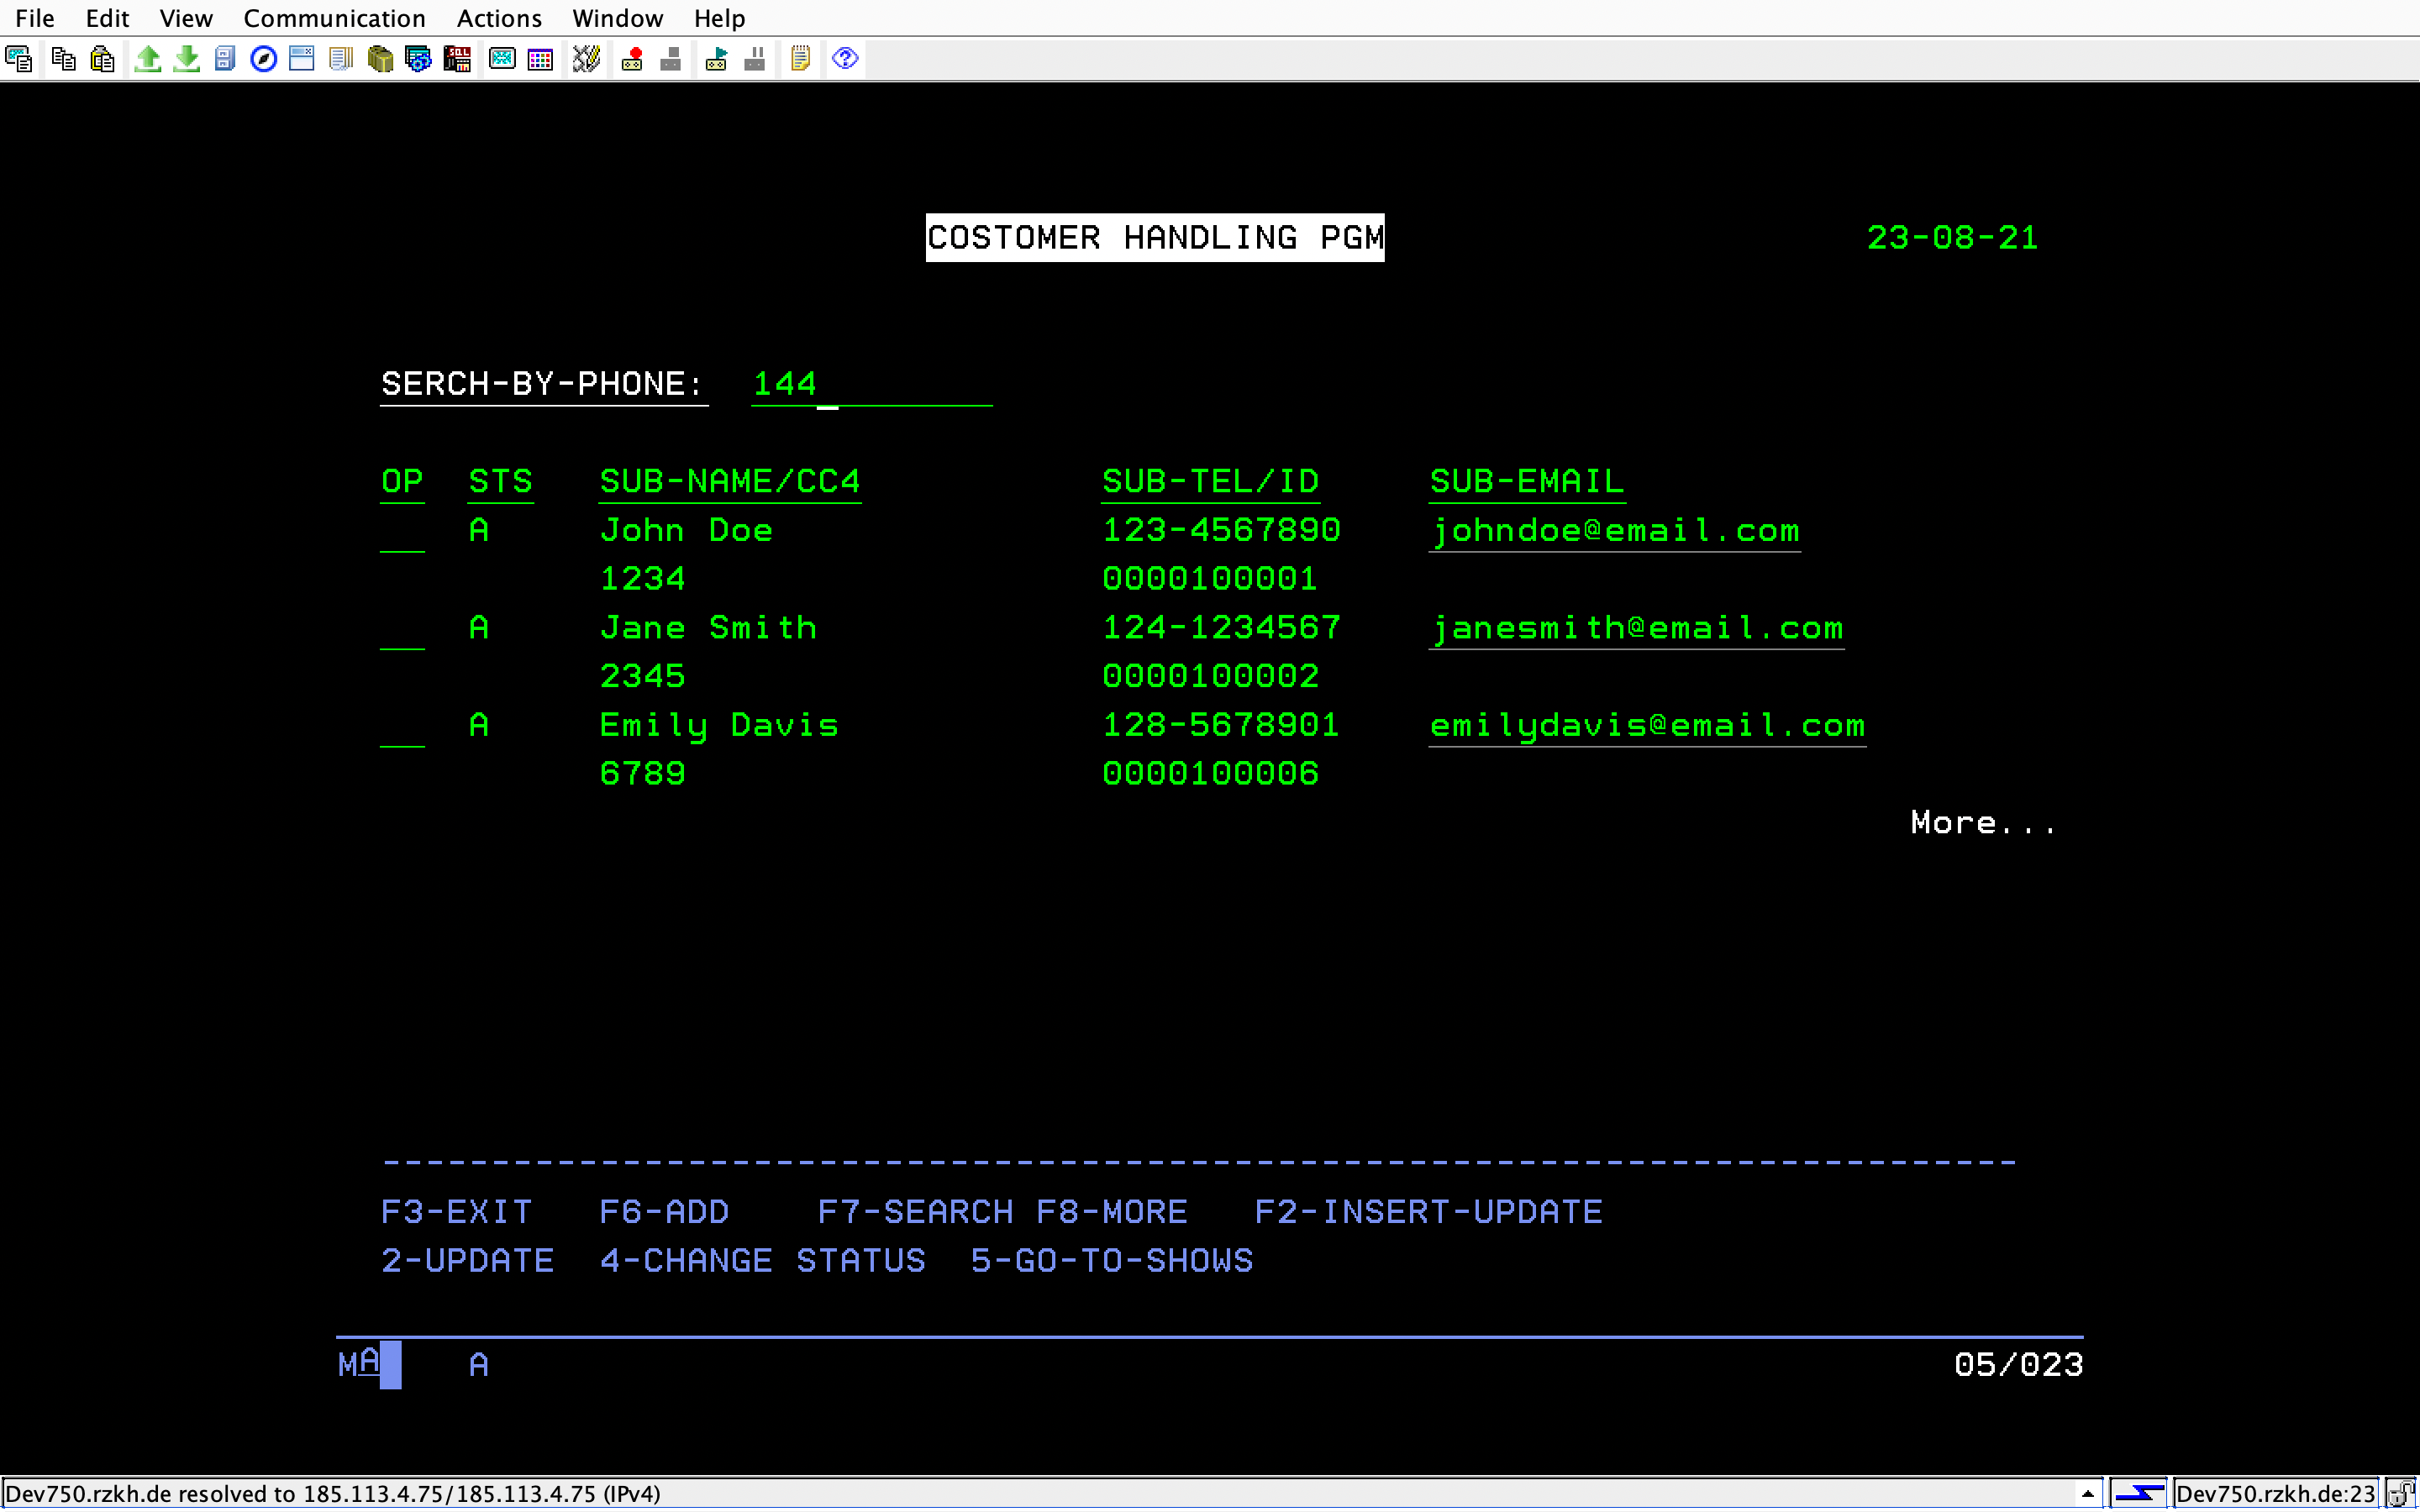 File Edit View Communication Actions Window Help
COSTOMER HANDLING PGM 23-08-21
SERCH-BY-PHONE: 144
OP STS SUB-NAME/CC4 SUB-TEL/ID SUB-EMAIL
A John Doe 123-4567890 johndoe@email.com
1234 0000100001
A Jane Smith 124-1234567 janesmith@email.com
2345 0000100002
A Emily Davis 128-5678901 emilydavis@email.com
6789 0000100006
More...
--------------------------------------------------------------------------
F3-EXIT F6-ADD F7-SEARCH F8-MORE F2-INSERT-UPDATE
2-UPDATE 4-CHANGE STATUS 5-GO-TO-SHOWS
MA A 05/023
Dev750.rzkh.de resolved to 185.113.4.75/185.113.4.75 (IPv4) Dev750.rzkh.de:23